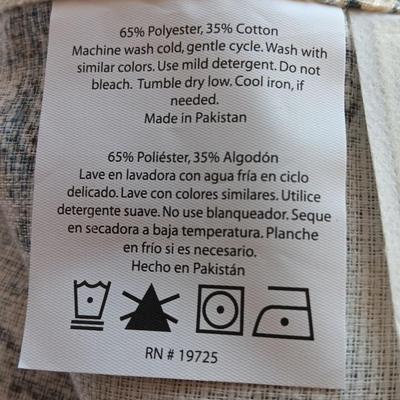 65% Polyester, 35% Cotton
Machine wash cold, gentle cycle. Wash with
similar colors. Use mild detergent. Do not
bleach. Tumble dry low. Cool iron, if
needed.
Made in Pakistan
65% Poliéster, 35% Algodón
Lave en lavadora con agua fría en ciclo
delicado. Lave con colores similares. Utilice
detergente suave. No use blanqueador. Seque
en secadora a baja temperatura. Planche
en frío si es necesario.
Hecho en Pakistán
RN # 19725